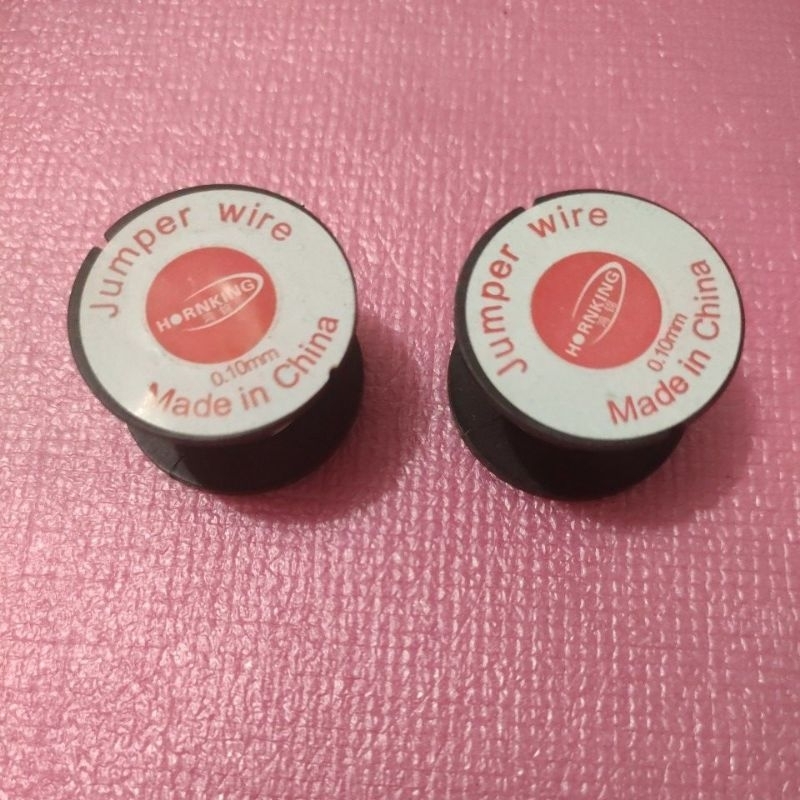 Jumper wire
HORNKING
0.10mm
Made in China
Jumper wire
HORNKING
0.10mm
Made in China